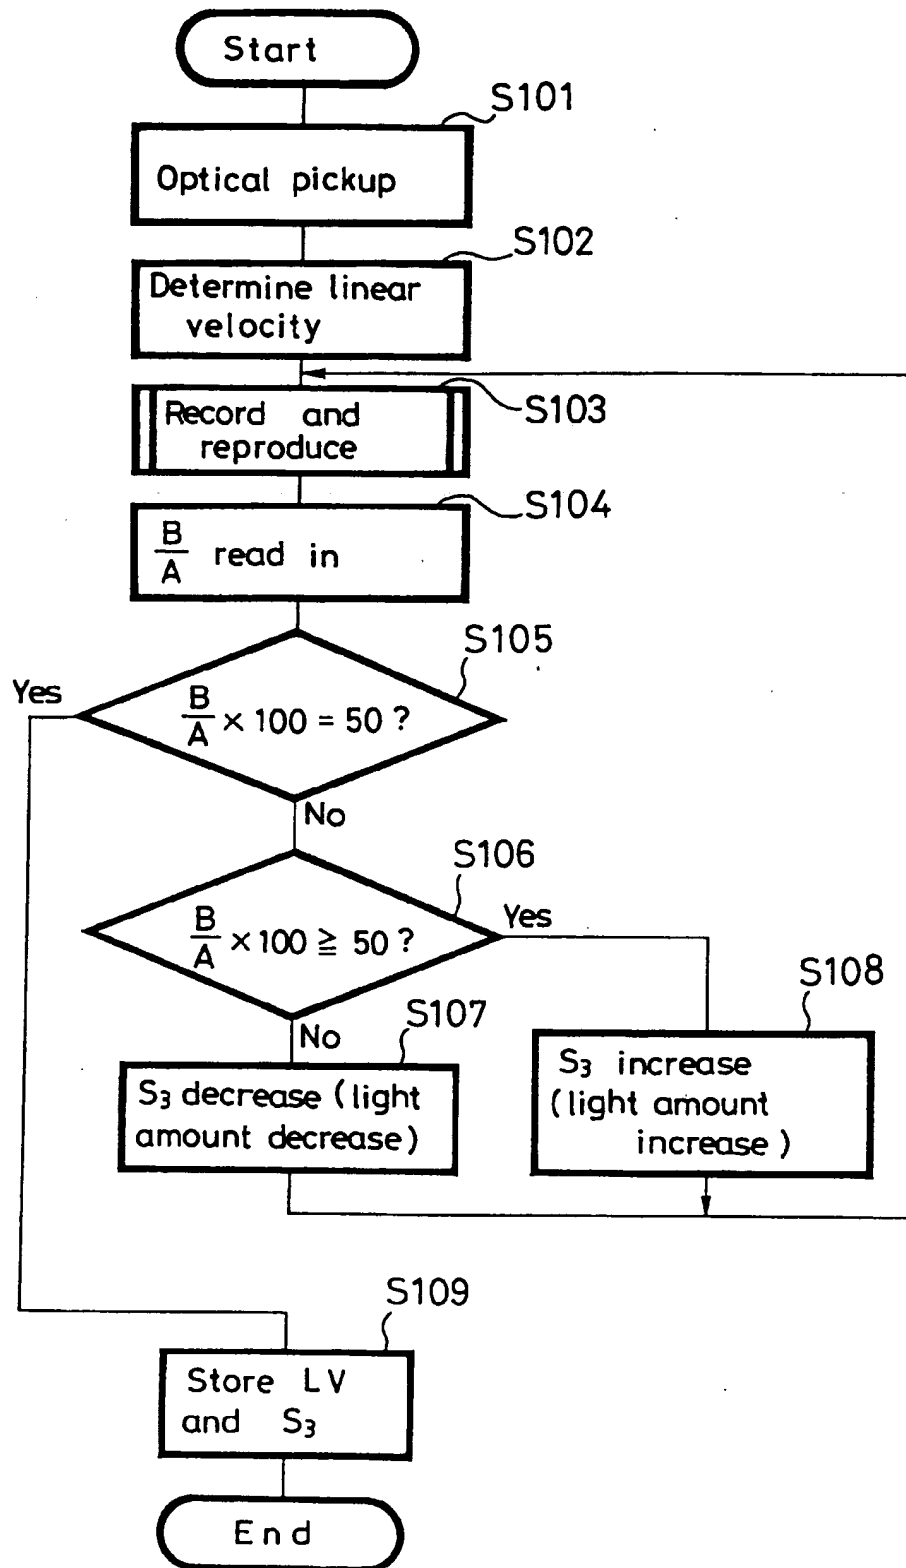 Start
S101
Optical pickup
S102
Determine linear
velocity
S103
Record and
reproduce
S104
B/A read in
S105
Yes
B/A × 100 = 50 ?
No
S106
Yes
B/A × 100 ≧ 50 ?
No
S107
S108
S₃ decrease (light
amount decrease)
S₃ increase
(light amount
increase)
S109
Store LV
and S₃
End